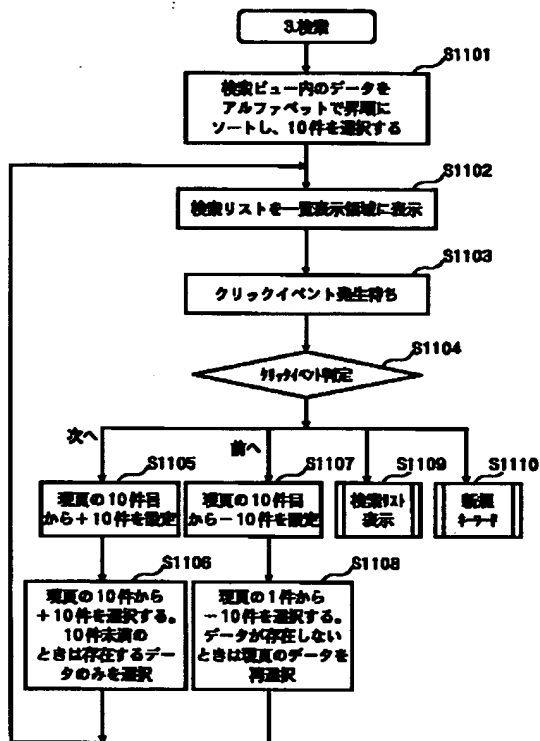 3.検索
S1101
検索ビュー内のデータを
アルファベットで昇順に
ソートし、10件を選択する
S1102
検索リストを一覧表示領域に表示
S1103
クリックイベント発生待ち
S1104
クリックイベント判定
次へ
前へ
S1105
現頁の10件目
から+10件を設定
S1107
現頁の10件目
から−10件を設定
S1109
検索リスト
表示
S1110
新規
キーワード
S1106
現頁の10件から
+10件を選択する。
10件未満の
ときは存在するデー
タのみを選択
S1108
現頁の1件から
−10件を選択する。
データが存在しない
ときは現頁のデータを
再選択